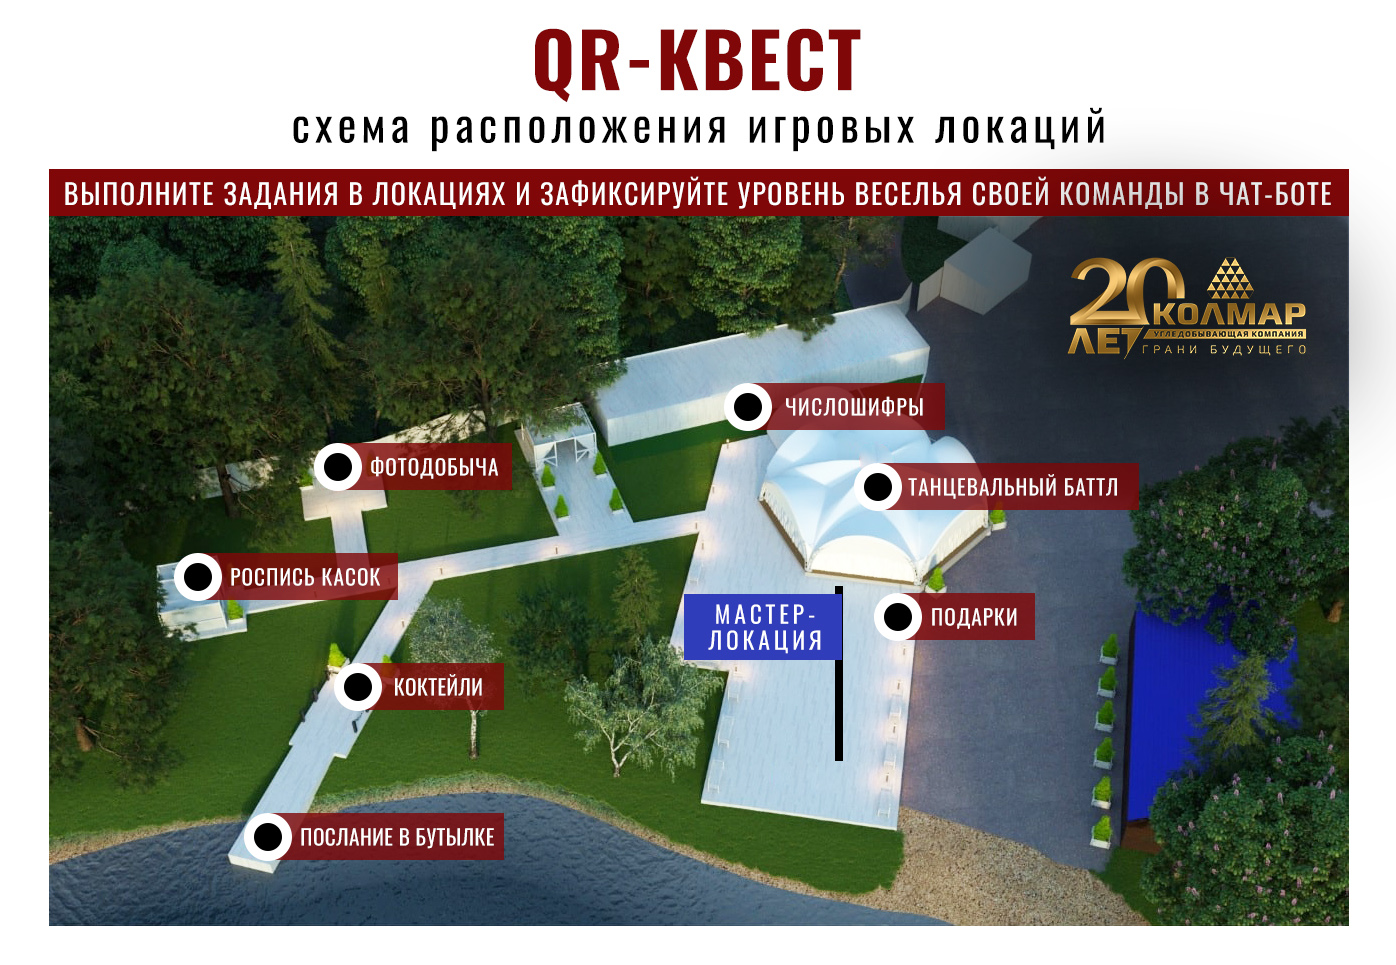 QR-КВЕСТ
схема расположения игровых локаций
ВЫПОЛНИТЕ ЗАДАНИЯ В ЛОКАЦИЯХ И ЗАФИКСИРУЙТЕ УРОВЕНЬ ВЕСЕЛЬЯ СВОЕЙ КОМАНДЫ В ЧАТ-БОТЕ
20 ЛЕТ
КОЛМАР
УГЛЕДОБЫВАЮЩАЯ КОМПАНИЯ
ГРАНИ БУДУЩЕГО
ЧИСЛОШИФРЫ
ФОТОДОБЫЧА
ТАНЦЕВАЛЬНЫЙ БАТТЛ
РОСПИСЬ КАСОК
МАСТЕР-
ЛОКАЦИЯ
ПОДАРКИ
КОКТЕЙЛИ
ПОСЛАНИЕ В БУТЫЛКЕ